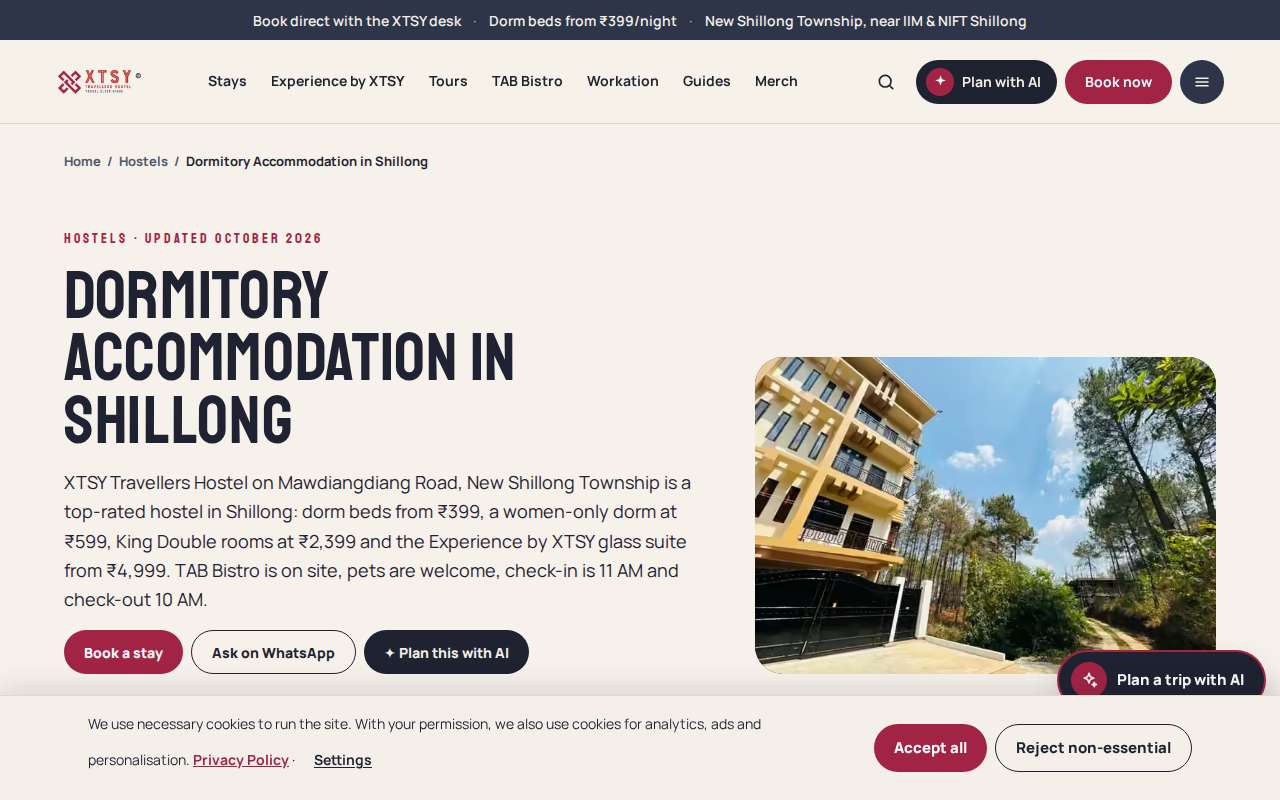 Book direct with the XTSY desk · Dorm beds from ₹399/night · New Shillong Township, near IIM & NIFT Shillong
XTSY
TRAVELLERS HOSTEL
Stays Experience by XTSY Tours TAB Bistro Workation Guides Merch
✦ Plan with AI
Book now
Home / Hostels / Dormitory Accommodation in Shillong
HOSTELS · UPDATED OCTOBER 2026
DORMITORY
ACCOMMODATION IN
SHILLONG
XTSY Travellers Hostel on Mawdiangdiang Road, New Shillong Township is a
top-rated hostel in Shillong: dorm beds from ₹399, a women-only dorm at
₹599, King Double rooms at ₹2,399 and the Experience by XTSY glass suite
from ₹4,999. TAB Bistro is on site, pets are welcome, check-in is 11 AM and
check-out 10 AM.
Book a stay
Ask on WhatsApp
✦ Plan this with AI
Plan a trip with AI
We use necessary cookies to run the site. With your permission, we also use cookies for analytics, ads and
personalisation. Privacy Policy · Settings
Accept all
Reject non-essential